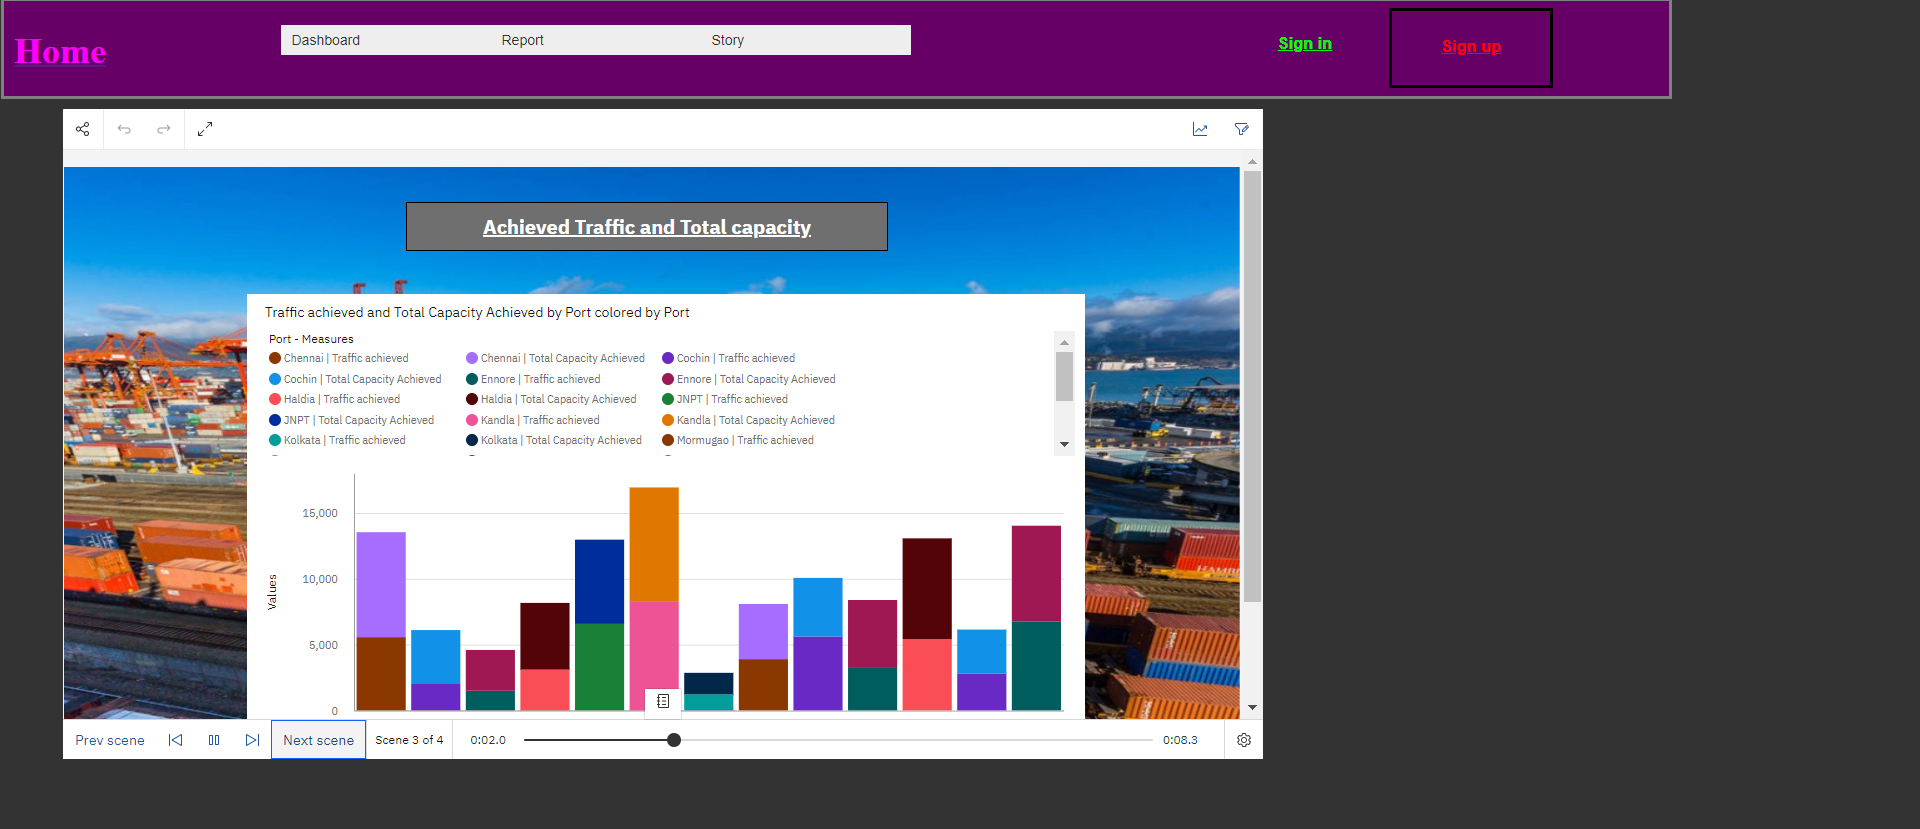 Home
Dashboard Report Story
Sign in
Sign up
Achieved Traffic and Total capacity
Traffic achieved and Total Capacity Achieved by Port colored by Port
Port - Measures
Chennai | Traffic achieved Chennai | Total Capacity Achieved Cochin | Traffic achieved
Cochin | Total Capacity Achieved Ennore | Traffic achieved Ennore | Total Capacity Achieved
Haldia | Traffic achieved Haldia | Total Capacity Achieved JNPT | Traffic achieved
JNPT | Total Capacity Achieved Kandla | Traffic achieved Kandla | Total Capacity Achieved
Kolkata | Traffic achieved Kolkata | Total Capacity Achieved Mormugao | Traffic achieved
15,000
10,000
5,000
0
Values
Prev scene Next scene Scene 3 of 4 0:02.0 0:08.3